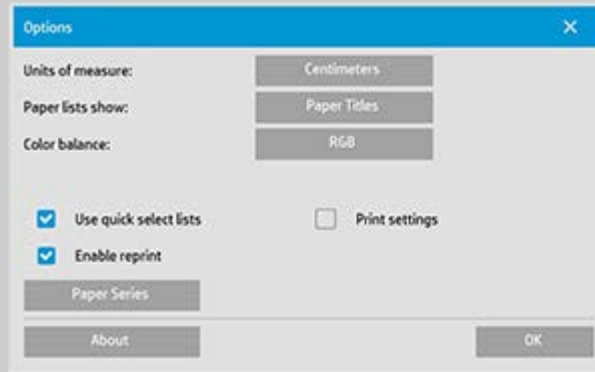 Options
Units of measure: Centimeters
Paper lists show: Paper Titles
Color balance: RGB
Use quick select lists Print settings
Enable reprint
Paper Series
About OK